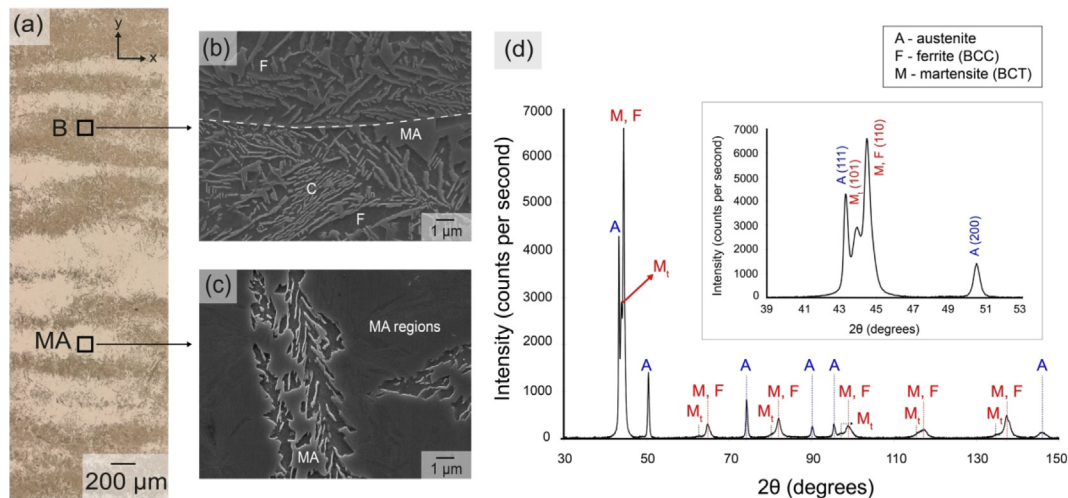 (a)
y
x
B
MA
200 µm
(b)
F
MA
C
F
1 µm
(c)
MA regions
MA
1 µm
(d)
A - austenite
F - ferrite (BCC)
M - martensite (BCT)
Intensity (counts per second)
7000
6000
5000
4000
3000
2000
1000
0
30
50
70
90
110
130
150
2θ (degrees)
M, F
A
Mt
A
A
A
A
M, F
M, F
M, F
M, F
M, F
Mt
Mt
Mt
Mt
Mt
Intensity (counts per second)
7000
6000
5000
4000
3000
2000
1000
0
39
41
43
45
47
49
51
53
2θ (degrees)
A (111)
Mt (101)
M, F (110)
A (200)